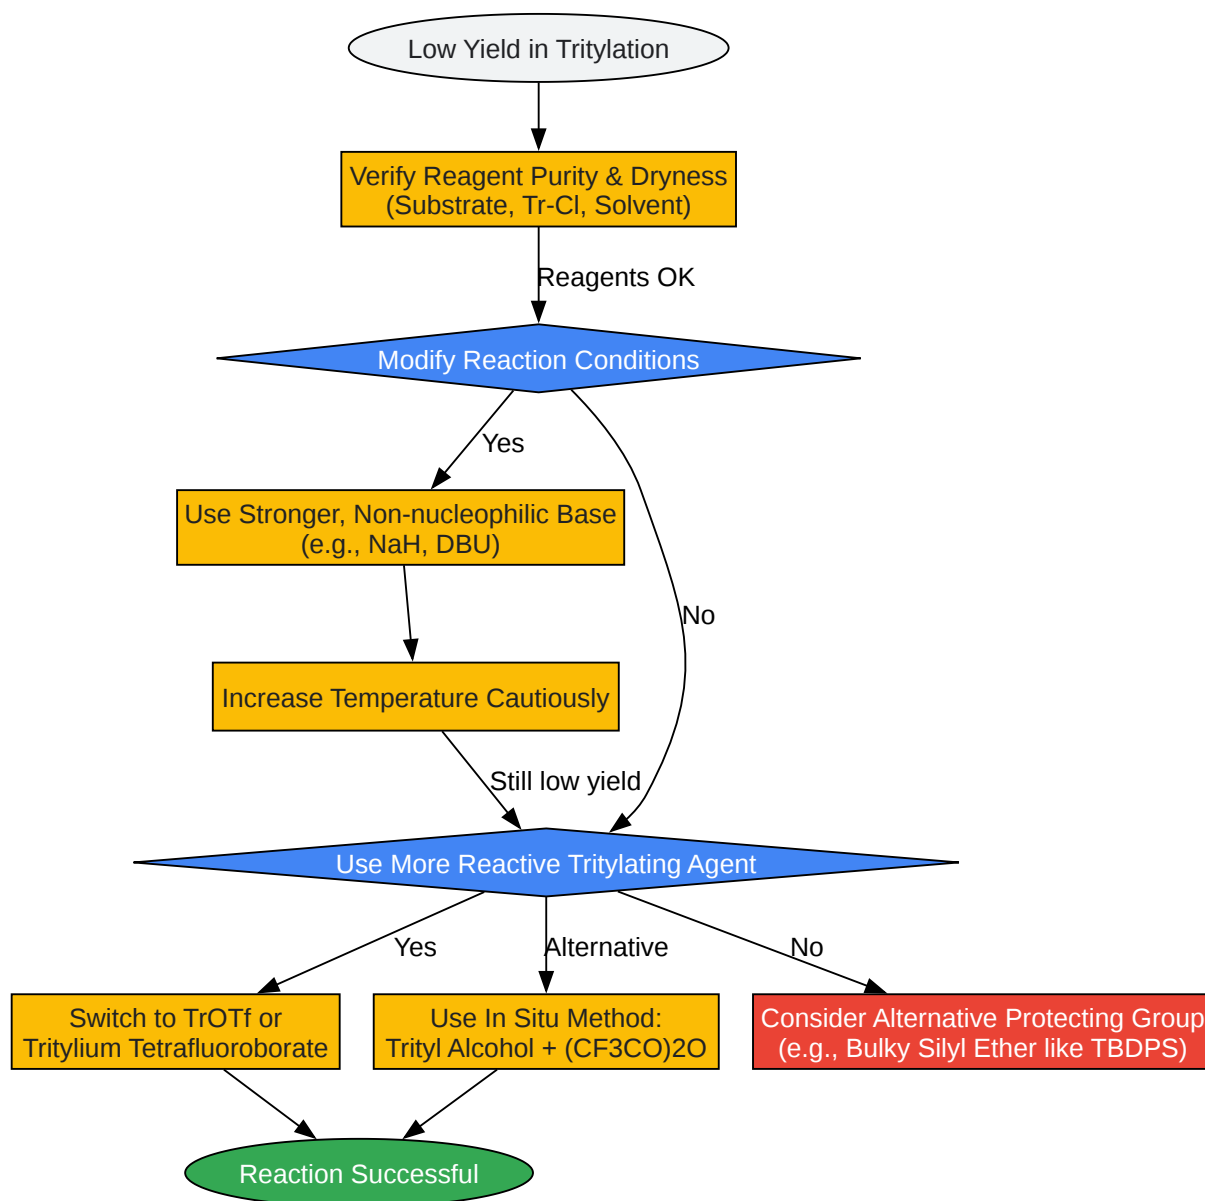 Low Yield in Tritylation
Verify Reagent Purity & Dryness
(Substrate, Tr-Cl, Solvent)
Reagents OK
Modify Reaction Conditions
Yes
Use Stronger, Non-nucleophilic Base
(e.g., NaH, DBU)
No
Increase Temperature Cautiously
Still low yield
Use More Reactive Tritylating Agent
Yes
Alternative
No
Switch to TrOTf or
Tritylium Tetrafluoroborate
Use In Situ Method:
Trityl Alcohol + (CF3CO)2O
Consider Alternative Protecting Group
(e.g., Bulky Silyl Ether like TBDPS)
Reaction Successful